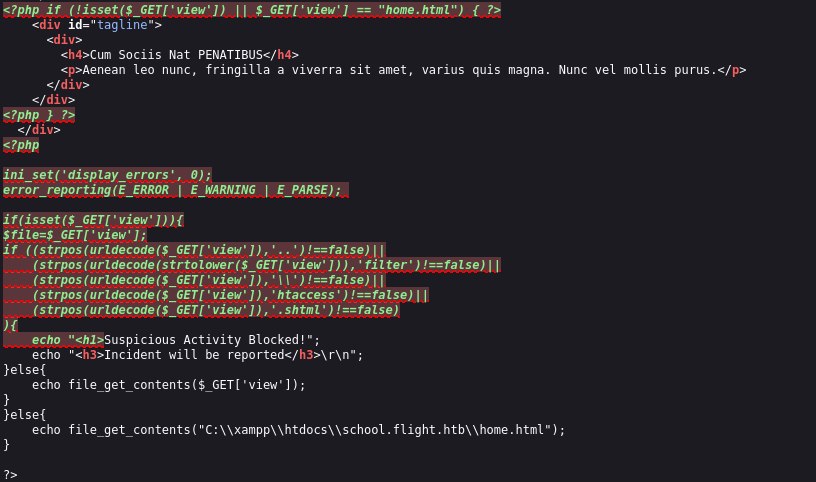 <?php if (!isset($_GET['view']) || $_GET['view'] == "home.html") { ?>
    <div id="tagline">
      <div>
        <h4>Cum Sociis Nat PENATIBUS</h4>
        <p>Aenean leo nunc, fringilla a viverra sit amet, varius quis magna. Nunc vel mollis purus.</p>
      </div>
    </div>
<?php } ?>
  </div>
<?php

ini_set('display_errors', 0);
error_reporting(E_ERROR | E_WARNING | E_PARSE);

if(isset($_GET['view'])){
$file=$_GET['view'];
if ((strpos(urldecode($_GET['view']),'..')!==false)||
    (strpos(urldecode(strtolower($_GET['view'])),'filter')!==false)||
    (strpos(urldecode($_GET['view']),'\\')!==false)||
    (strpos(urldecode($_GET['view']),'htaccess')!==false)||
    (strpos(urldecode($_GET['view']),'.shtml')!==false)
){
    echo "<h1>Suspicious Activity Blocked!";
    echo "<h3>Incident will be reported</h3>\r\n";
}else{
    echo file_get_contents($_GET['view']);
}
}else{
    echo file_get_contents("C:\\xampp\\htdocs\\school.flight.htb\\home.html");
}

?>